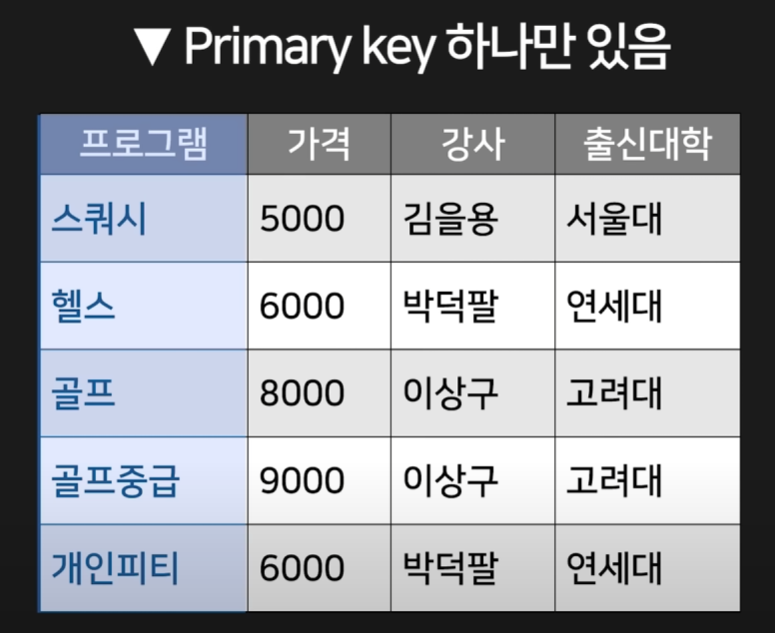 ▼ Primary key 하나만 있음
프로그램 가격 강사 출신대학
스쿼시 5000 김을용 서울대
헬스 6000 박덕팔 연세대
골프 8000 이상구 고려대
골프중급 9000 이상구 고려대
개인피티 6000 박덕팔 연세대